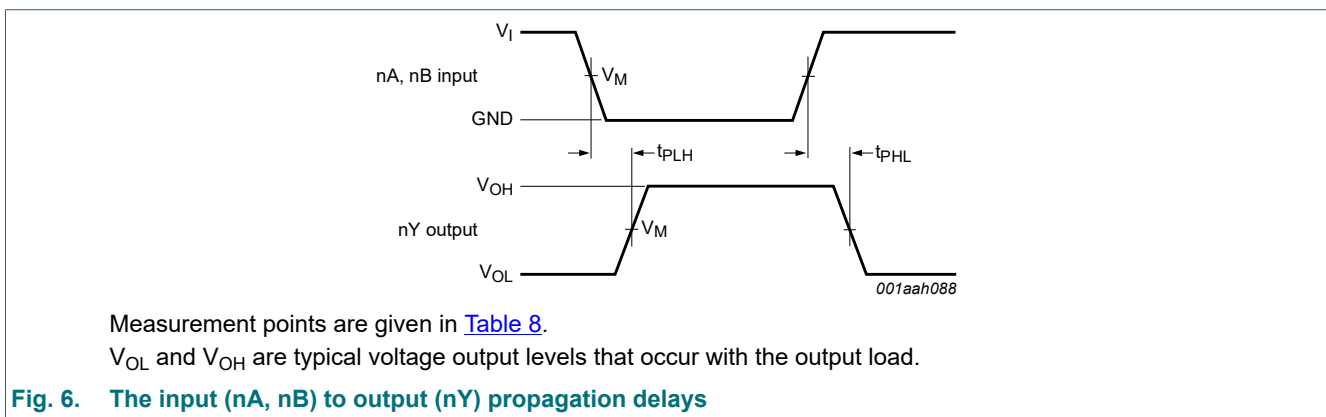 V_I
nA, nB input
V_M
GND
t_PLH
t_PHL
V_OH
nY output
V_M
V_OL
001aah088
Measurement points are given in Table 8.
V_OL and V_OH are typical voltage output levels that occur with the output load.
Fig. 6. The input (nA, nB) to output (nY) propagation delays